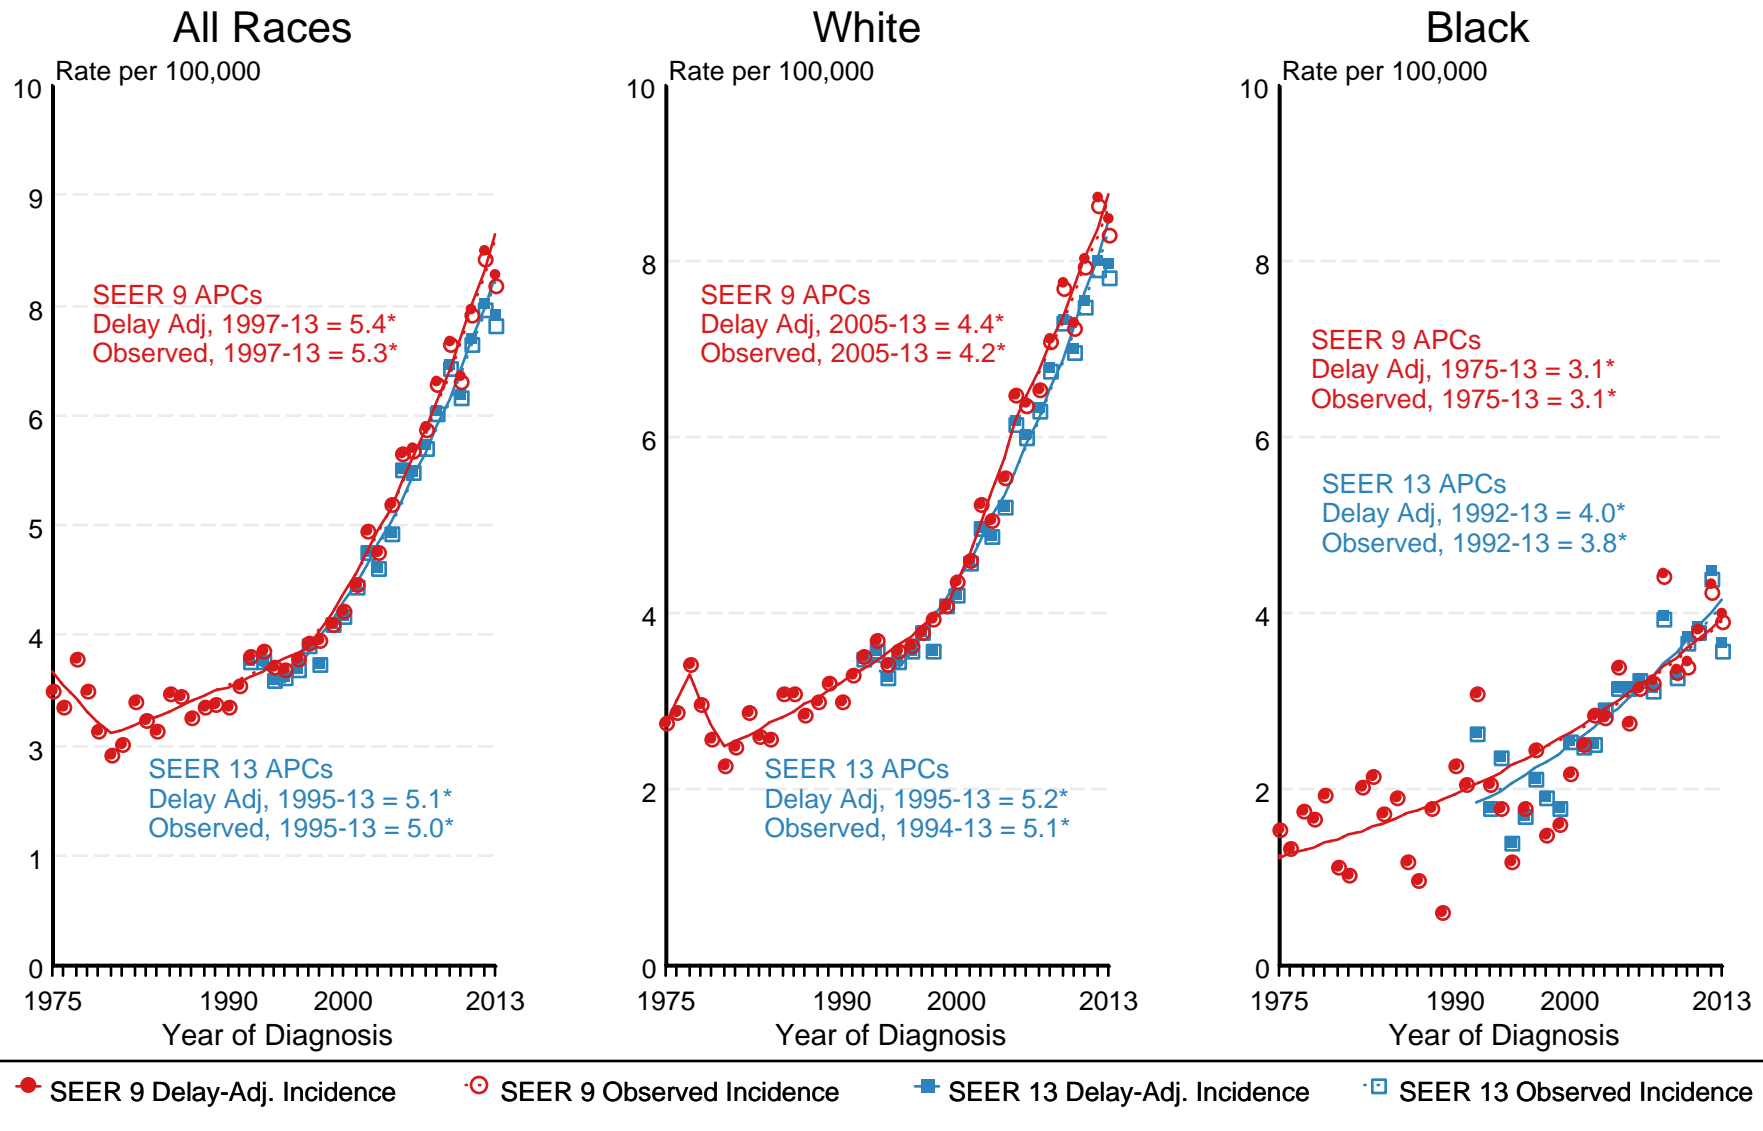 All Races
Rate per 100,000
10
9
8
6
5
4
3
1
0
SEER 9 APCs
Delay Adj, 1997-13 = 5.4*
Observed, 1997-13 = 5.3*
SEER 13 APCs
Delay Adj, 1995-13 = 5.1*
Observed, 1995-13 = 5.0*
1975 1990 2000 2013
Year of Diagnosis
White
Rate per 100,000
10
8
6
4
2
0
SEER 9 APCs
Delay Adj, 2005-13 = 4.4*
Observed, 2005-13 = 4.2*
SEER 13 APCs
Delay Adj, 1995-13 = 5.2*
Observed, 1994-13 = 5.1*
1975 1990 2000 2013
Year of Diagnosis
Black
Rate per 100,000
10
8
6
4
2
0
SEER 9 APCs
Delay Adj, 1975-13 = 3.1*
Observed, 1975-13 = 3.1*
SEER 13 APCs
Delay Adj, 1992-13 = 4.0*
Observed, 1992-13 = 3.8*
1975 1990 2000 2013
Year of Diagnosis
SEER 9 Delay-Adj. Incidence SEER 9 Observed Incidence SEER 13 Delay-Adj. Incidence SEER 13 Observed Incidence